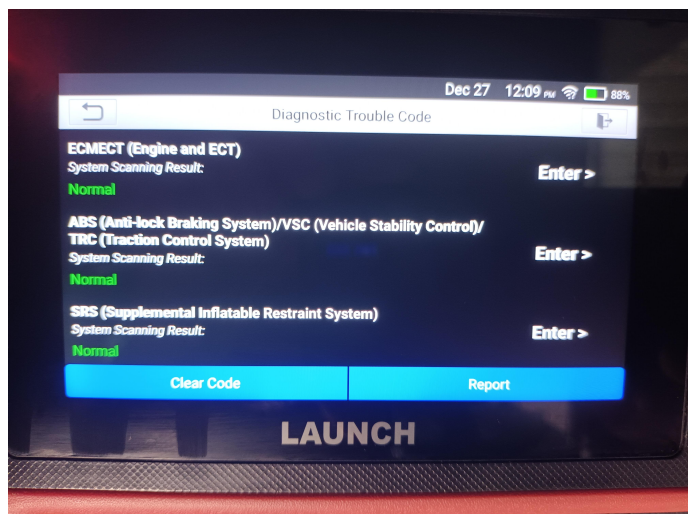 Dec 27 12:09 PM 88%
Diagnostic Trouble Code
ECMECT (Engine and ECT)
System Scanning Result:
Enter >
Normal
ABS (Anti-lock Braking System)/VSC (Vehicle Stability Control)/
TRC (Traction Control System)
System Scanning Result:
Enter >
Normal
SRS (Supplemental Inflatable Restraint System)
System Scanning Result:
Enter >
Normal
Clear Code Report
LAUNCH